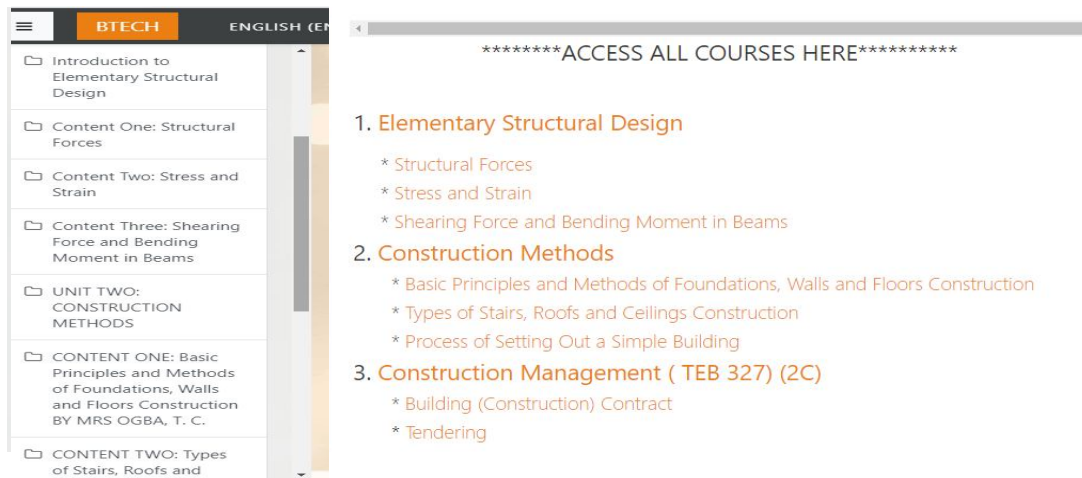 BTECH
ENGLISH (EN
Introduction to
Elementary Structural
Design
Content One: Structural
Forces
Content Two: Stress and
Strain
Content Three: Shearing
Force and Bending
Moment in Beams
UNIT TWO:
CONSTRUCTION
METHODS
CONTENT ONE: Basic
Principles and Methods
of Foundations, Walls
and Floors Construction
BY MRS OGBA, T. C.
CONTENT TWO: Types
of Stairs, Roofs and
********ACCESS ALL COURSES HERE**********
1. Elementary Structural Design
* Structural Forces
* Stress and Strain
* Shearing Force and Bending Moment in Beams
2. Construction Methods
* Basic Principles and Methods of Foundations, Walls and Floors Construction
* Types of Stairs, Roofs and Ceilings Construction
* Process of Setting Out a Simple Building
3. Construction Management ( TEB 327) (2C)
* Building (Construction) Contract
* Tendering